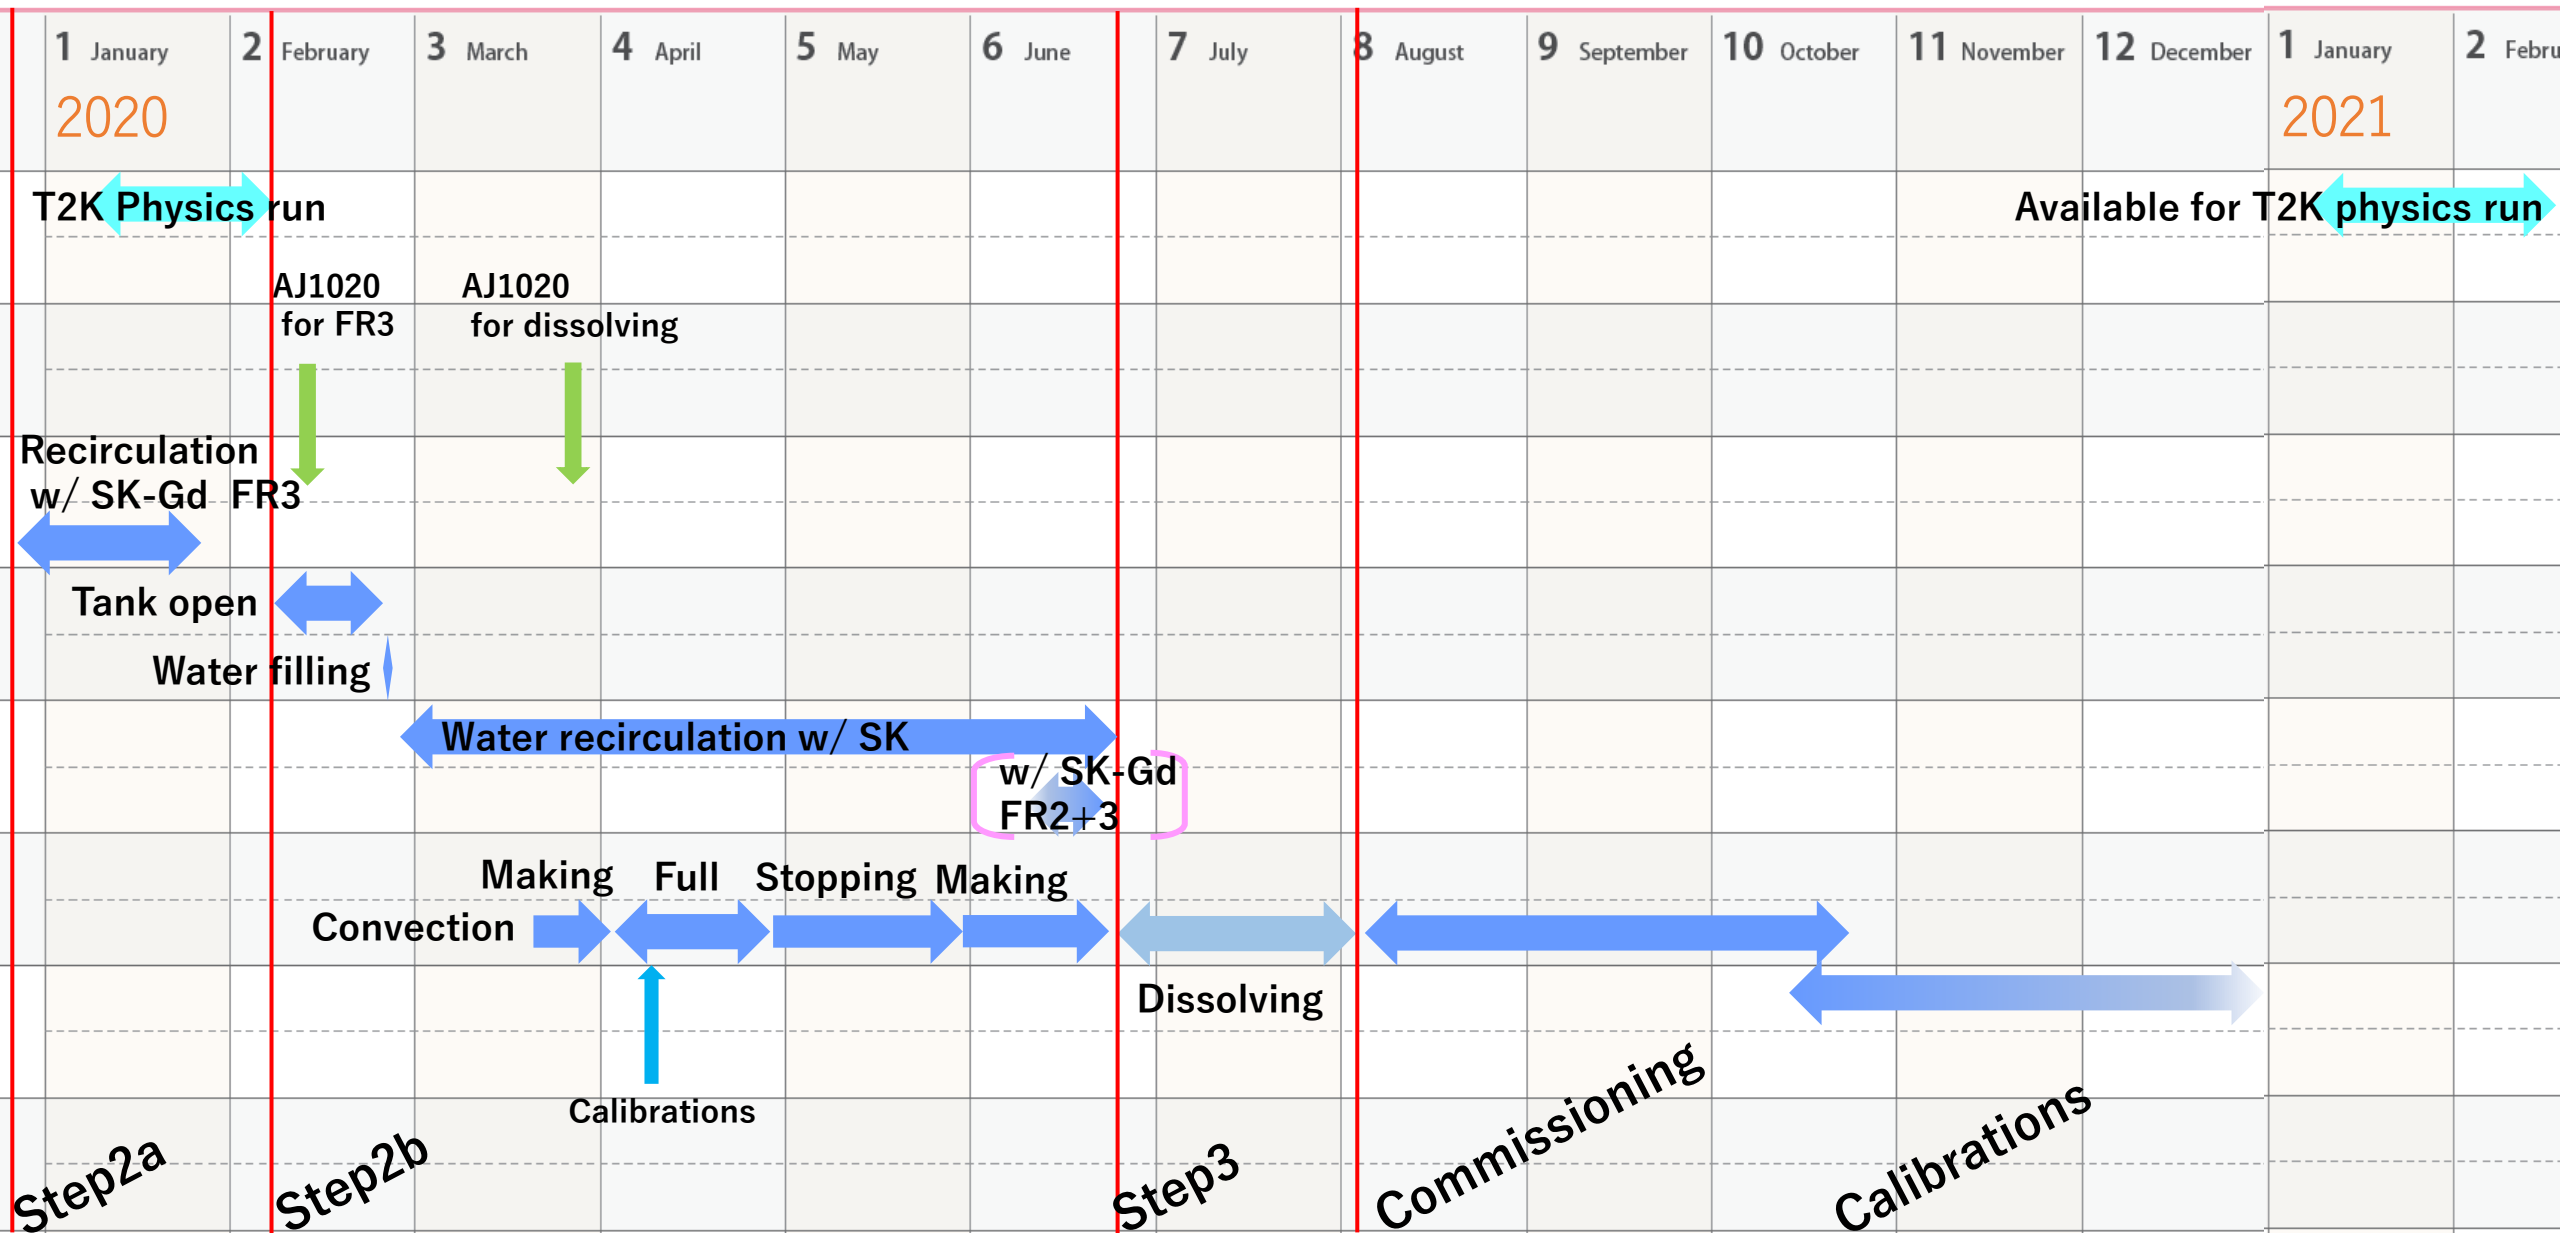 1 January 2 February 3 March 4 April 5 May 6 June 7 July 8 August 9 September 10 October 11 November 12 December 1 January 2 Febru
2020 2021
T2K Physics run Available for T2K physics run
AJ1020 AJ1020
for FR3 for dissolving
Recirculation
w/ SK-Gd FR3
Tank open
Water filling
Water recirculation w/ SK
w/ SK-Gd
FR2+3
Making Full Stopping Making
Convection
Dissolving
Calibrations
Step2a Step2b Step3 Commissioning Calibrations